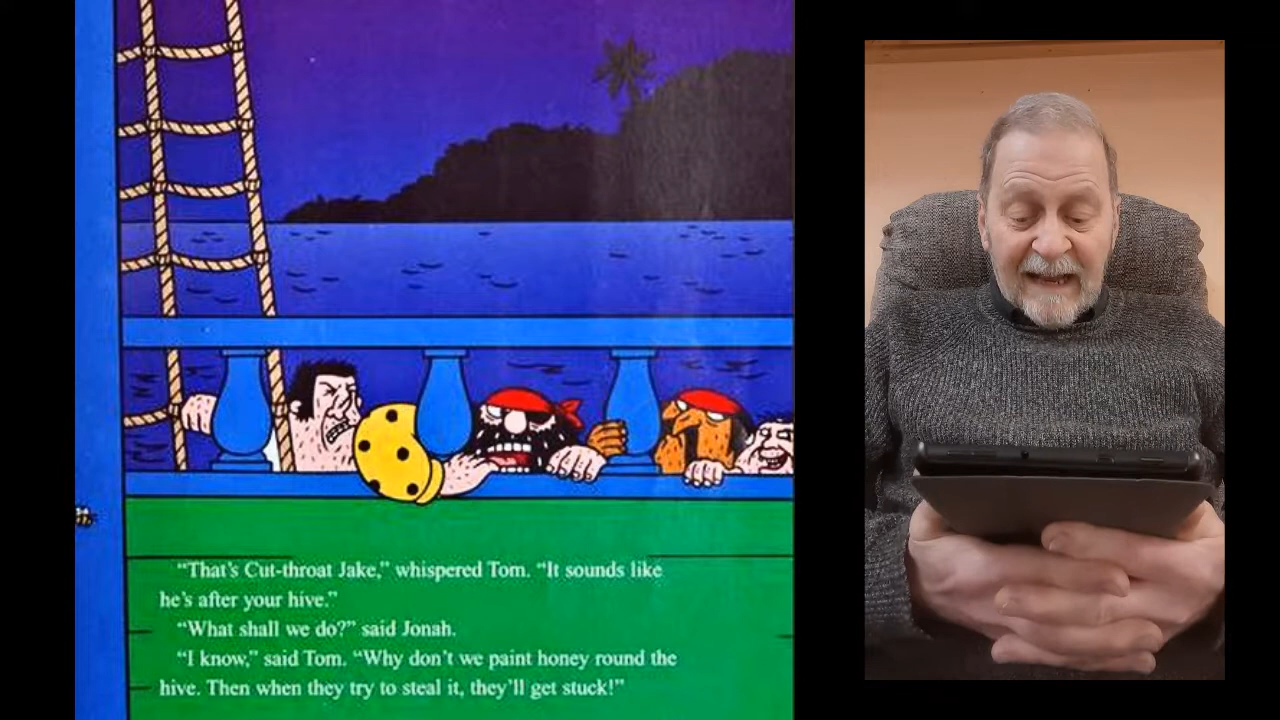 “That’s Cut-throat Jake,” whispered Tom. “It sounds like
he’s after your hive.”
“What shall we do?” said Jonah.
“I know,” said Tom. “Why don’t we paint honey round the
hive. Then when they try to steal it, they’ll get stuck!”